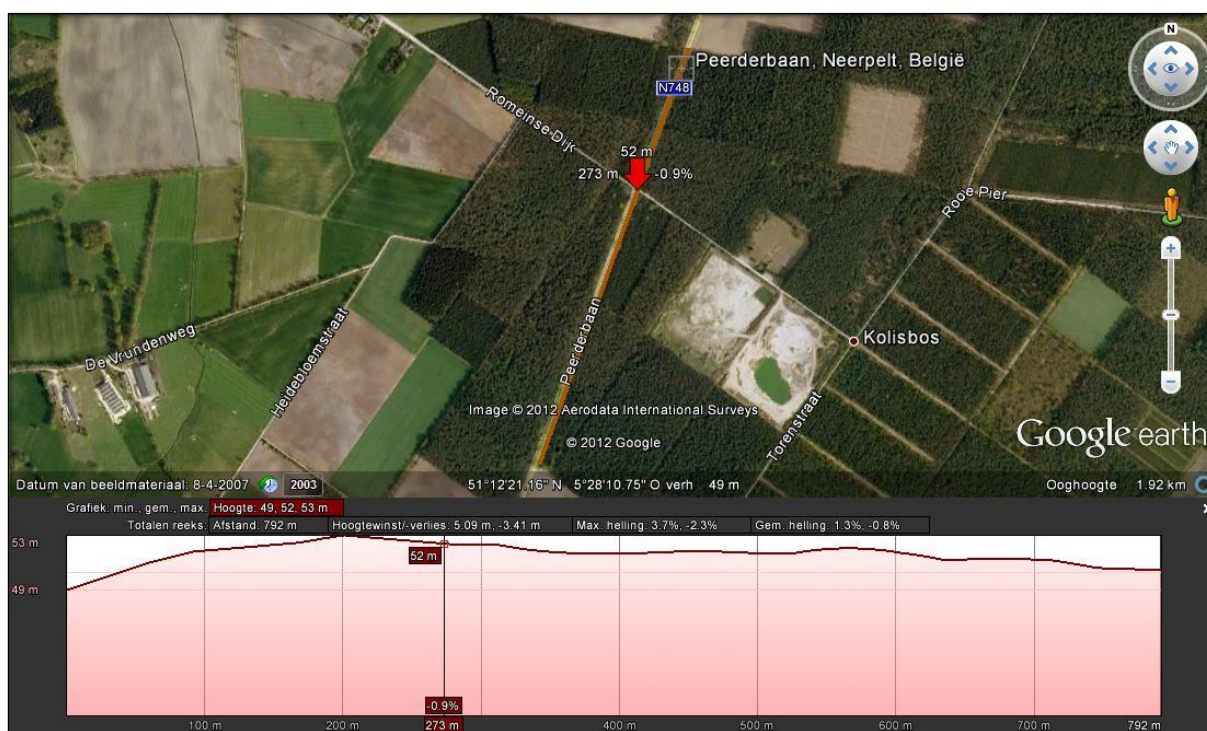 N
Peerderbaan, Neerpelt, België
N748
Romeinse Dijk
52 m
273 m
-0.9%
Rooie Pier
De Vrundenweg
Heidebloemstraat
Peerderbaan
Kolisbos
Torenstraat
Image © 2012 Aerodata International Surveys
© 2012 Google
Google earth
Datum van beeldmateriaal: 8-4-2007
2003
51°12'21.16" N 5°28'10.75" O verh 49 m
Ooghoogte 1.92 km
Grafiek: min., gem., max. Hoogte: 49, 52, 53 m
Totalen reeks: Afstand: 792 m Hoogtewinst/-verlies: 5.09 m, -3.41 m Max. helling: 3.7%, -2.3% Gem. helling: 1.3%, -0.8%
53 m
52 m
49 m
-0.9%
100 m 200 m 273 m 400 m 500 m 600 m 700 m 792 m